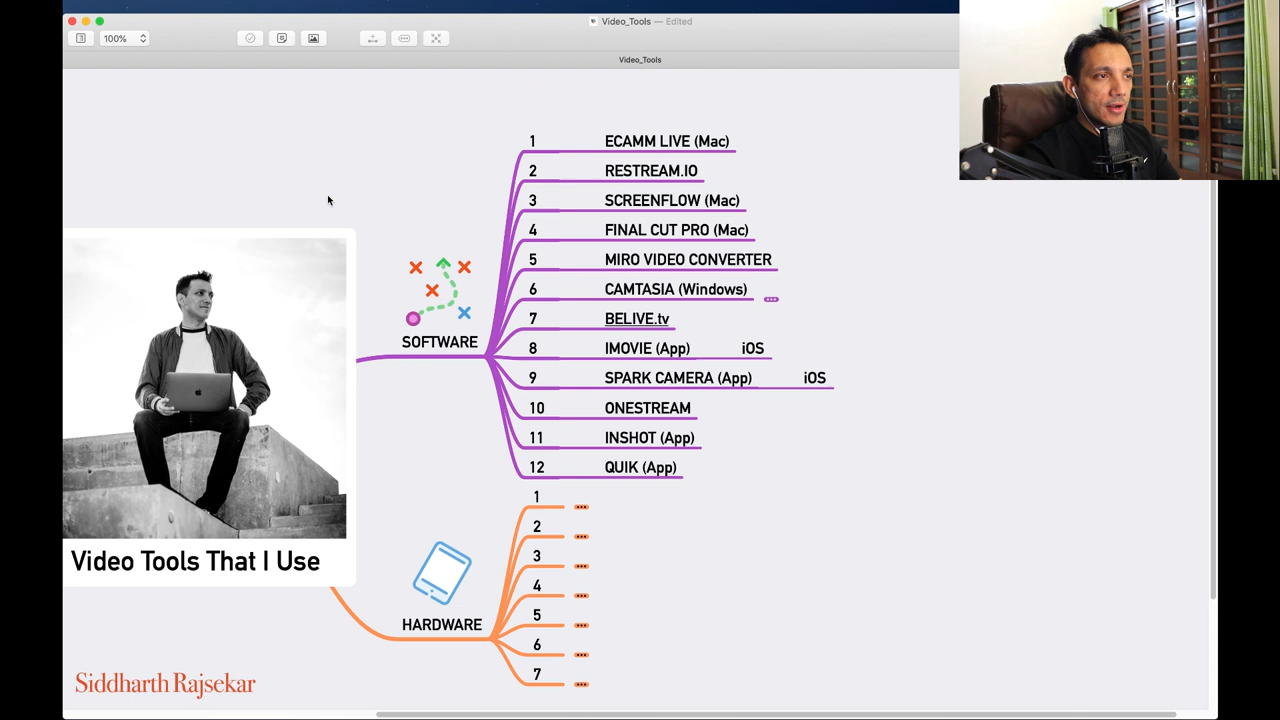 Video_Tools — Edited
100%
Video_Tools
1 ECAMM LIVE (Mac)
2 RESTREAM.IO
3 SCREENFLOW (Mac)
4 FINAL CUT PRO (Mac)
5 MIRO VIDEO CONVERTER
6 CAMTASIA (Windows)
7 BELIVE.tv
8 IMOVIE (App) iOS
9 SPARK CAMERA (App) iOS
10 ONESTREAM
11 INSHOT (App)
12 QUIK (App)
SOFTWARE
Video Tools That I Use
1
2
3
4
5
6
7
HARDWARE
Siddharth Rajsekar